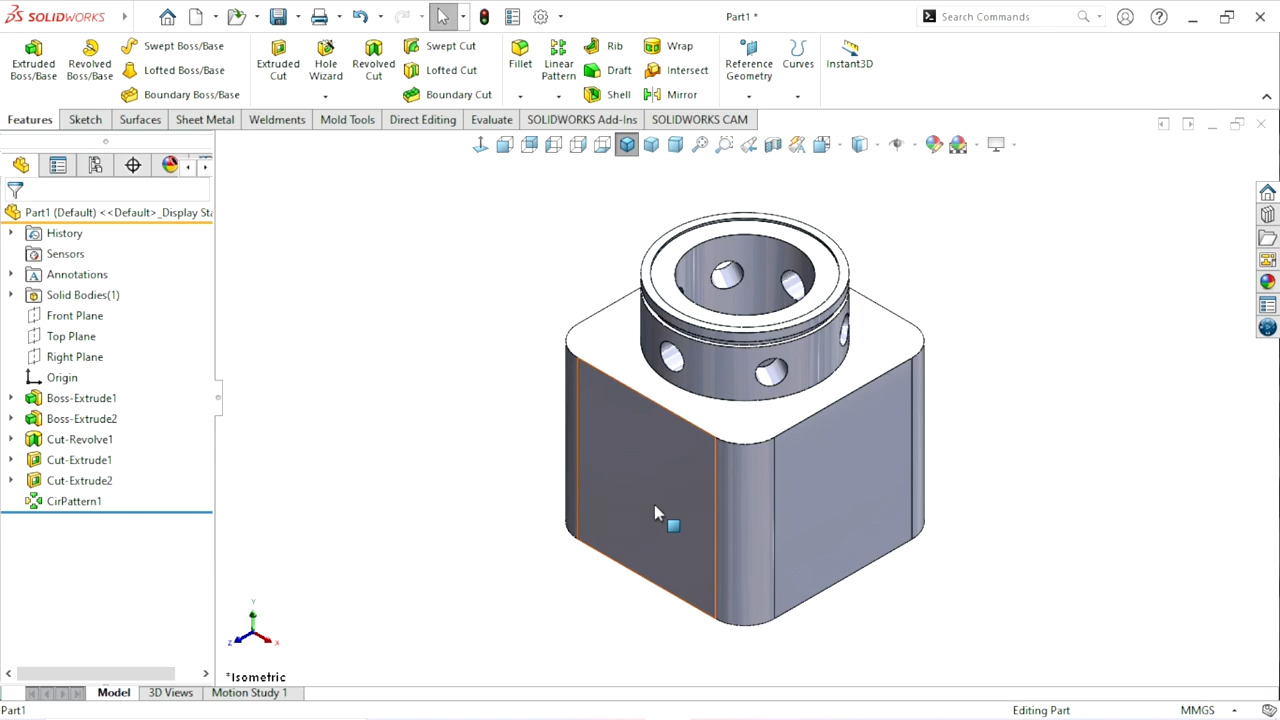 SOLIDWORKS
Part1 *
Search Commands
Extruded Boss/Base
Revolved Boss/Base
Swept Boss/Base
Lofted Boss/Base
Boundary Boss/Base
Extruded Cut
Hole Wizard
Revolved Cut
Swept Cut
Lofted Cut
Boundary Cut
Fillet
Linear Pattern
Rib
Draft
Shell
Wrap
Intersect
Mirror
Reference Geometry
Curves
Instant3D
Features
Sketch
Surfaces
Sheet Metal
Weldments
Mold Tools
Direct Editing
Evaluate
SOLIDWORKS Add-Ins
SOLIDWORKS CAM
Part1 (Default) <<Default>_Display Sta
History
Sensors
Annotations
Solid Bodies(1)
Front Plane
Top Plane
Right Plane
Origin
Boss-Extrude1
Boss-Extrude2
Cut-Revolve1
Cut-Extrude1
Cut-Extrude2
CirPattern1
Y
Z
X
*Isometric
Model
3D Views
Motion Study 1
Part1
Editing Part
MMGS